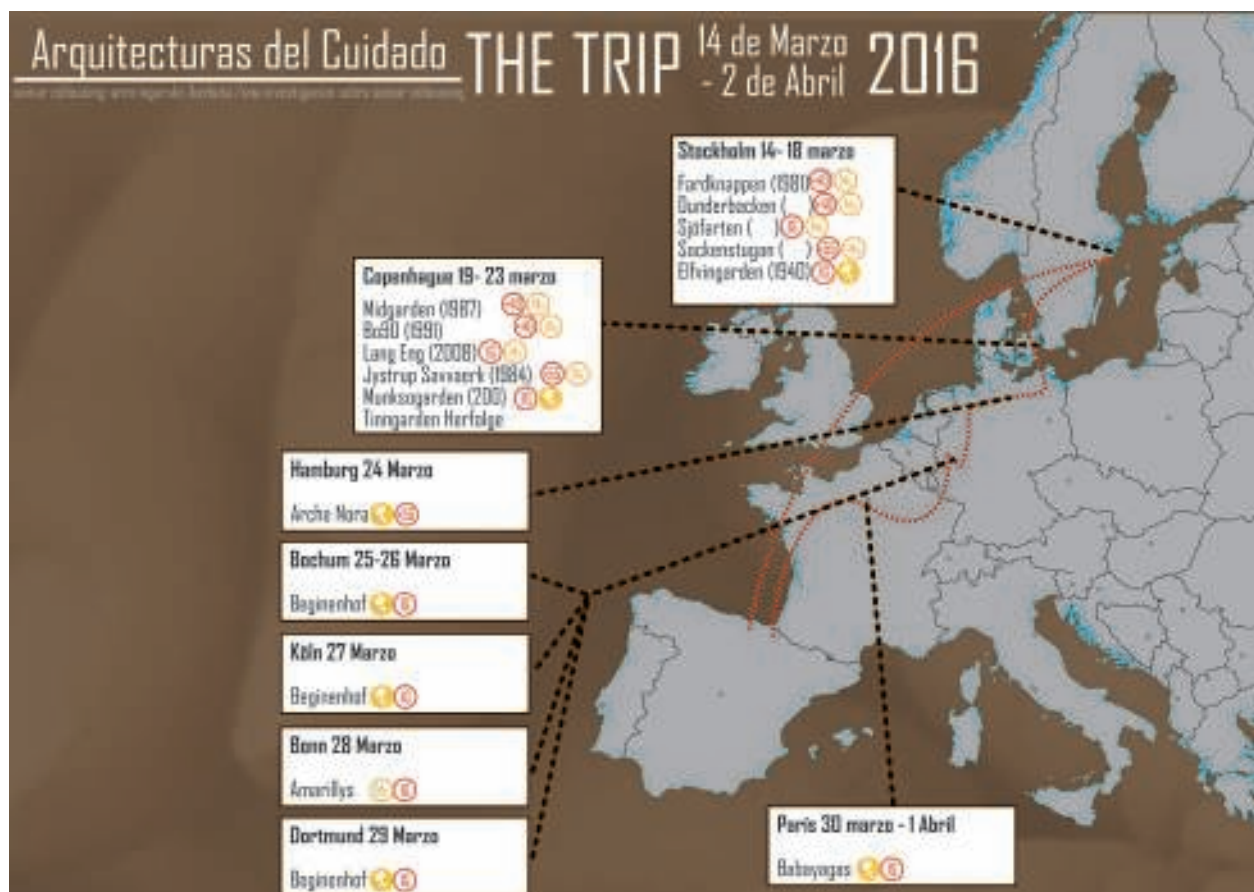 Arquitecturas del Cuidado THE TRIP 14 de Marzo - 2 de Abril 2016
Stockholm 14- 18 marzo
Fardknappen (1981)
Dunderbacken ( )
Sjöfarten ( )
Sockenstugan ( )
Elfvingarden (1940)
Copenhague 19- 23 marzo
Midgarden (1987)
Bo90 (1991)
Lang Eng (2008)
Jystrup Savvaerk (1984)
Munksogarden (200)
Tinngarden Herfolge
Hamburg 24 Marzo
Arche Nora
Bochum 25-26 Marzo
Beginenhof
Köln 27 Marzo
Beginenhof
Bonn 28 Marzo
Amarillys
Dortmund 29 Marzo
Beginenhof
Paris 30 marzo - 1 Abril
Babayagas